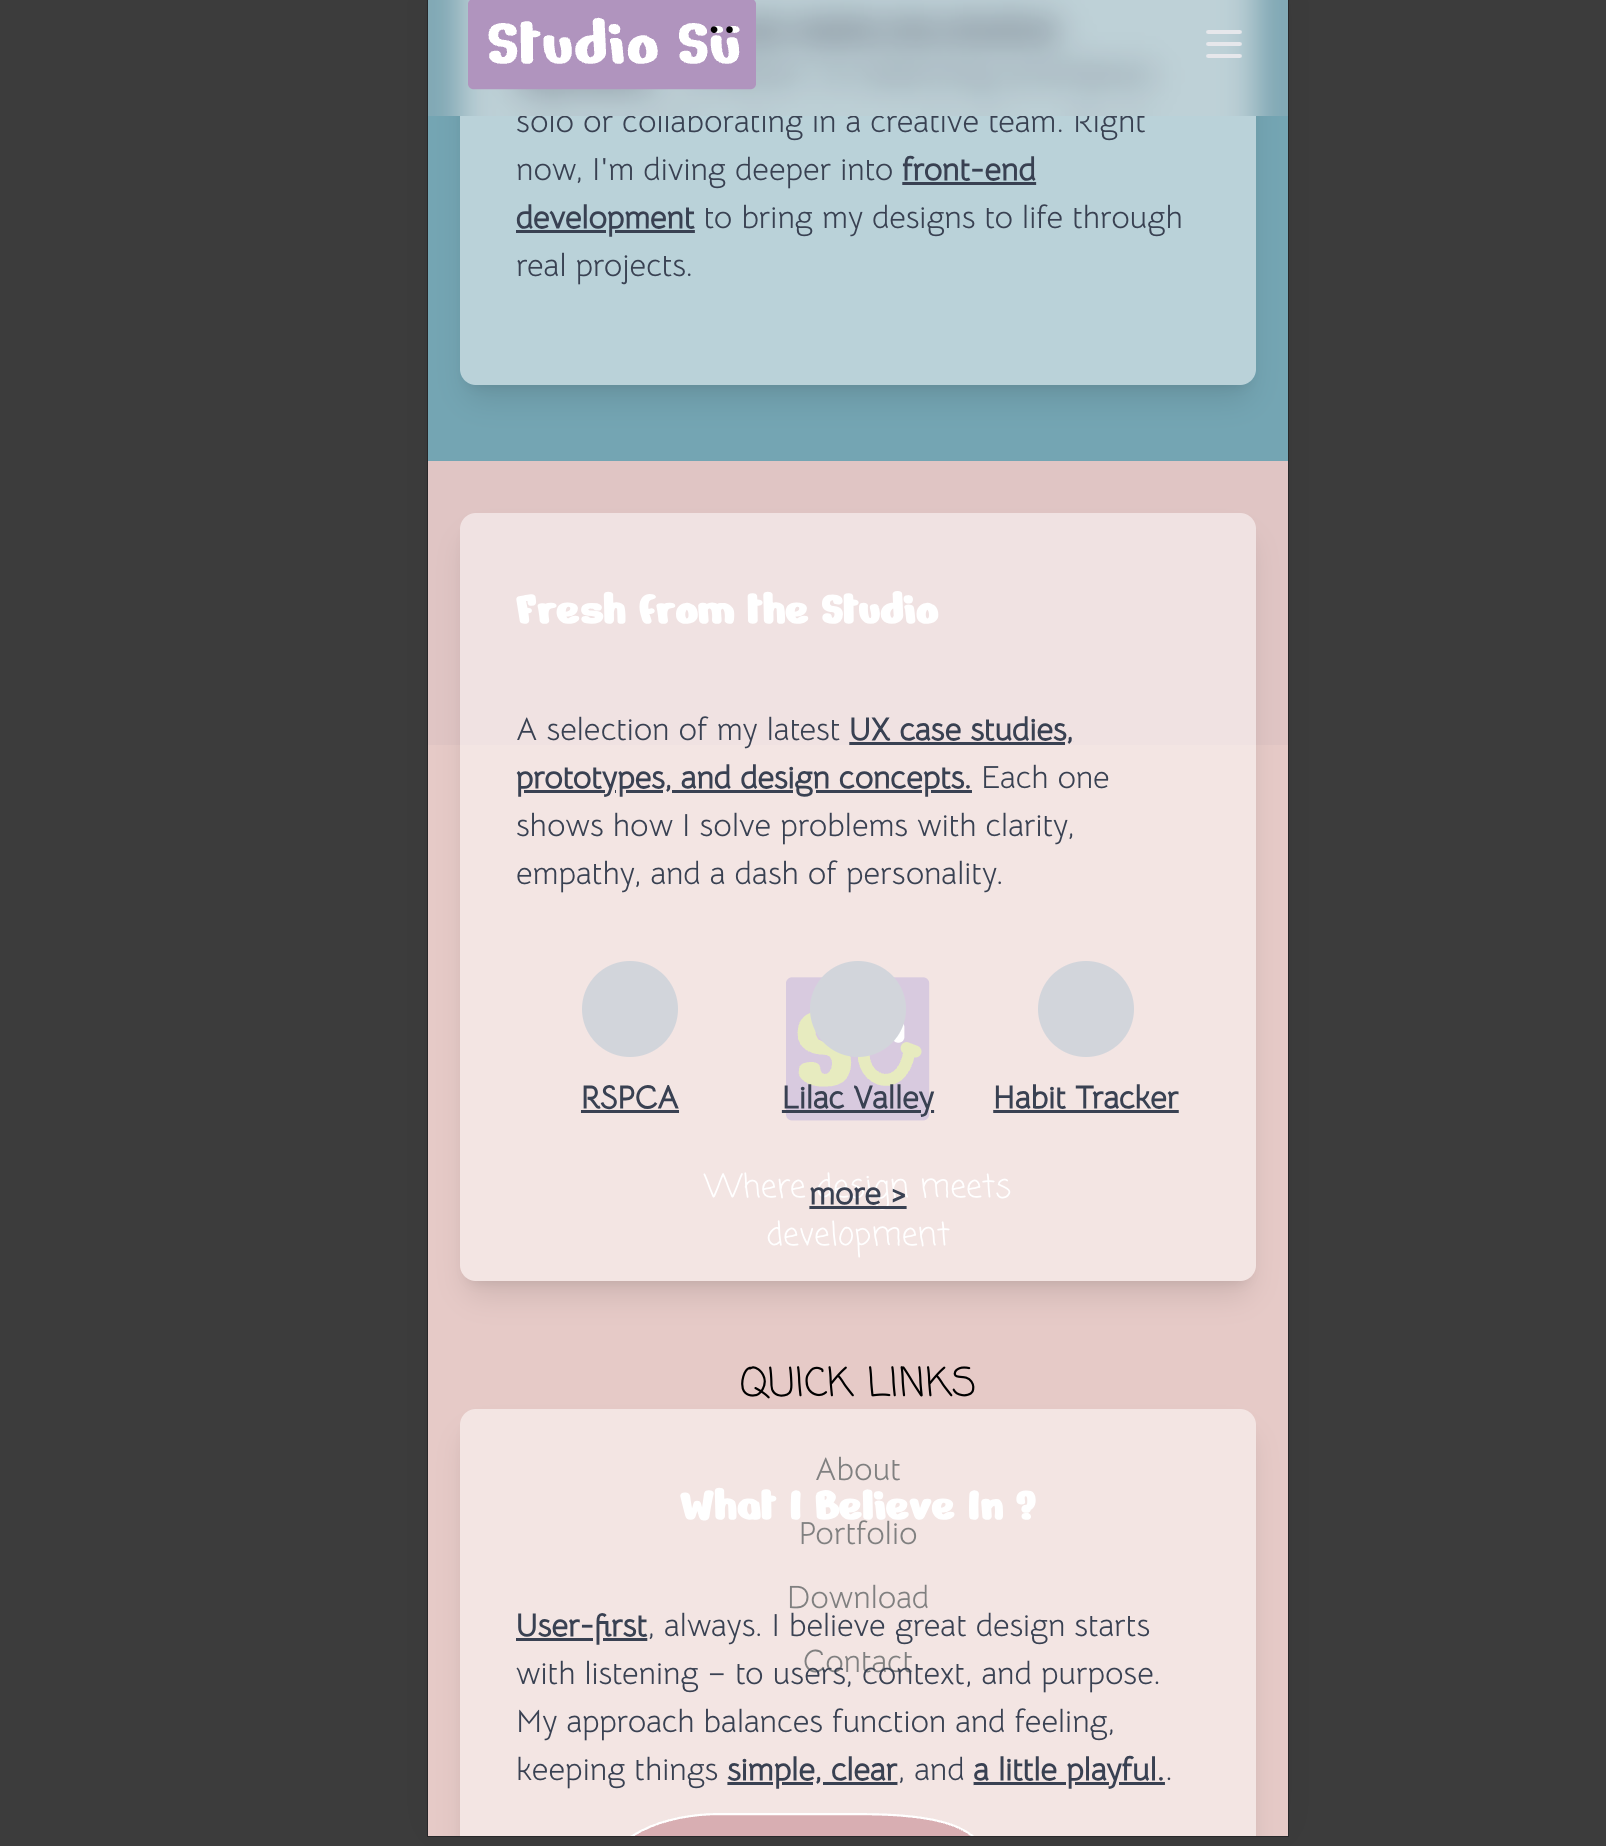 Studio Sü
solo or collaborating in a creative team. Right
now, I'm diving deeper into front-end
development to bring my designs to life through
real projects.
Fresh from the Studio
A selection of my latest UX case studies,
prototypes, and design concepts. Each one
shows how I solve problems with clarity,
empathy, and a dash of personality.
Sü
RSPCA
Lilac Valley
Habit Tracker
Where design meets
more >
development
QUICK LINKS
About
What I Believe In ?
Portfolio
Download
User-first, always. I believe great design starts
Contact
with listening – to users, context, and purpose.
My approach balances function and feeling,
keeping things simple, clear, and a little playful..